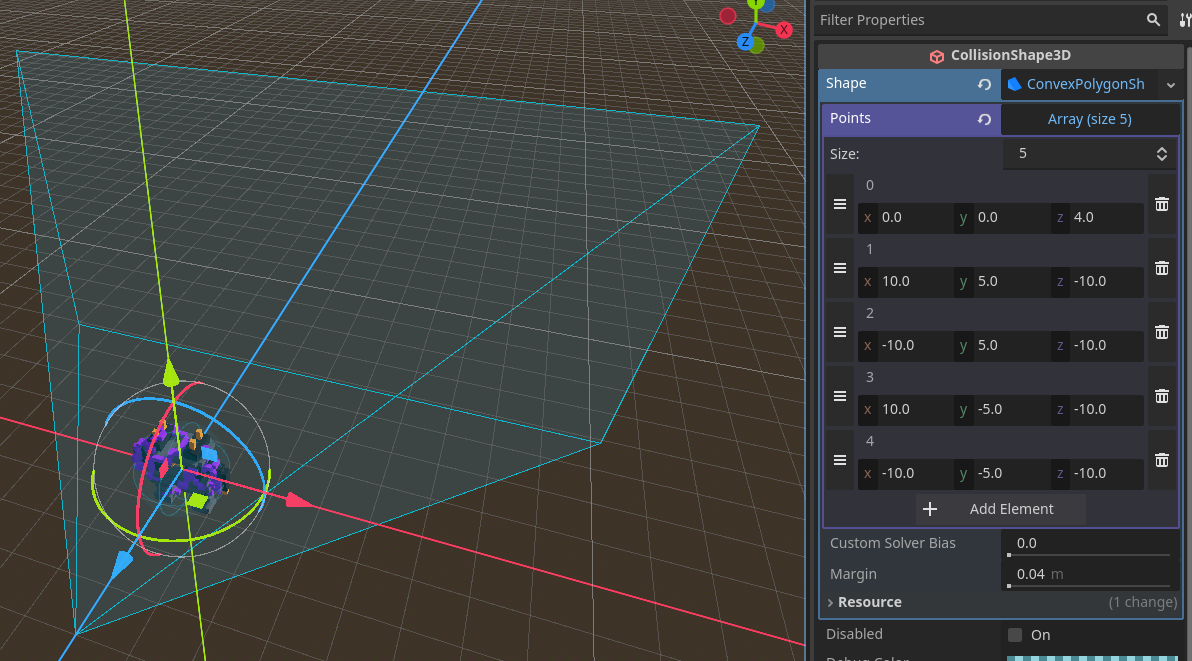 Y
X
Z
Filter Properties
CollisionShape3D
Shape ConvexPolygonSh
Points Array (size 5)
Size: 5
0
x 0.0 y 0.0 z 4.0
1
x 10.0 y 5.0 z -10.0
2
x -10.0 y 5.0 z -10.0
3
x 10.0 y -5.0 z -10.0
4
x -10.0 y -5.0 z -10.0
Add Element
Custom Solver Bias 0.0
Margin 0.04 m
Resource (1 change)
Disabled On
Debug Color